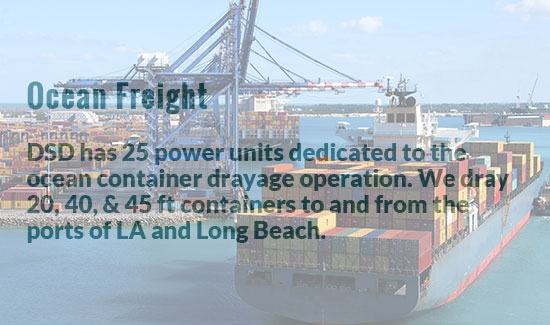 Ocean Freight
DSD has 25 power units dedicated to the
ocean container drayage operation. We dray
20, 40, & 45 ft containers to and from the
ports of LA and Long Beach.